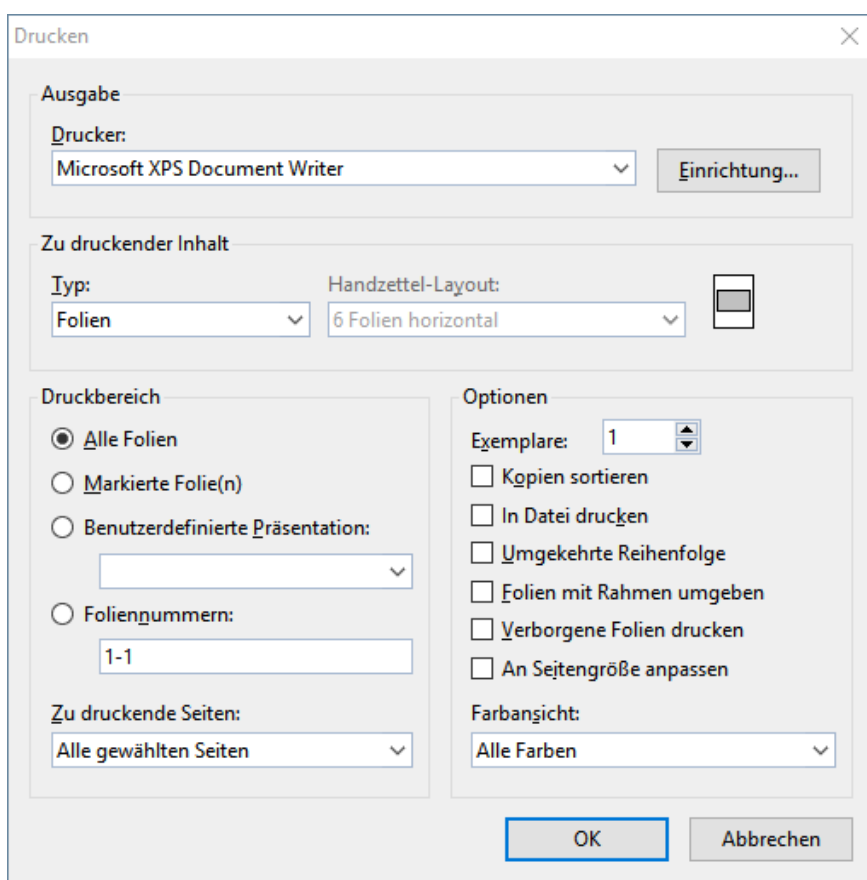 Drucken
Ausgabe
Drucker:
Microsoft XPS Document Writer
Einrichtung...
Zu druckender Inhalt
Typ:
Handzettel-Layout:
Folien
6 Folien horizontal
Druckbereich
Alle Folien
Markierte Folie(n)
Benutzerdefinierte Präsentation:
Foliennummern:
1-1
Zu druckende Seiten:
Alle gewählten Seiten
Optionen
Exemplare:
1
Kopien sortieren
In Datei drucken
Umgekehrte Reihenfolge
Folien mit Rahmen umgeben
Verborgene Folien drucken
An Seitengröße anpassen
Farbansicht:
Alle Farben
OK
Abbrechen